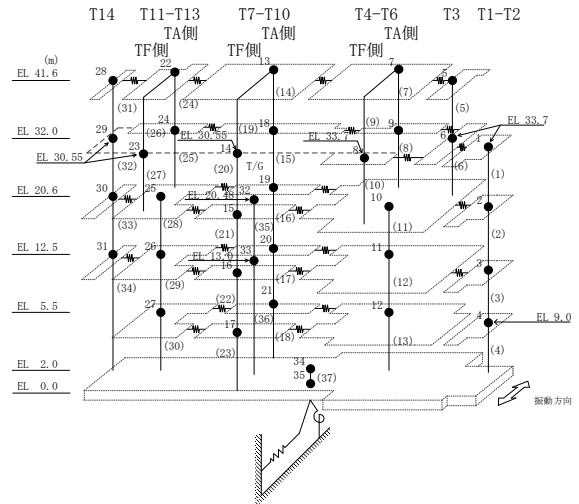 T14 T11-T13 T7-T10 T4-T6 T3 T1-T2
TA側 TA側 TA側
TF側 TF側 TF側
(m)
EL 41.6
28 22 13 7 5
(31) (24) (14) (7) (5)
EL 32.0
29 24 18 9 6 EL 33.7
(26) (19) EL 30.55 (9) EL 33.7 1
EL 30.55
23 14 8 (8)
(32) (25) (20) T/G (15) (6) (1)
(27) (10)
EL 20.6
30 25 EL 20.48 32 19 10 2
15 (16)
(33) (28) (21) (35) (11) (2)
EL 12.5
31 26 EL 13.0 33 20 11 3
16 (17)
(34) (29) (12) (3)
(22) 21
EL 5.5
27 (36) 12 4 EL 9.0
17 (18)
(30) (23) (13) (4)
EL 2.0
34
EL 0.0
35 (37)
振動方向